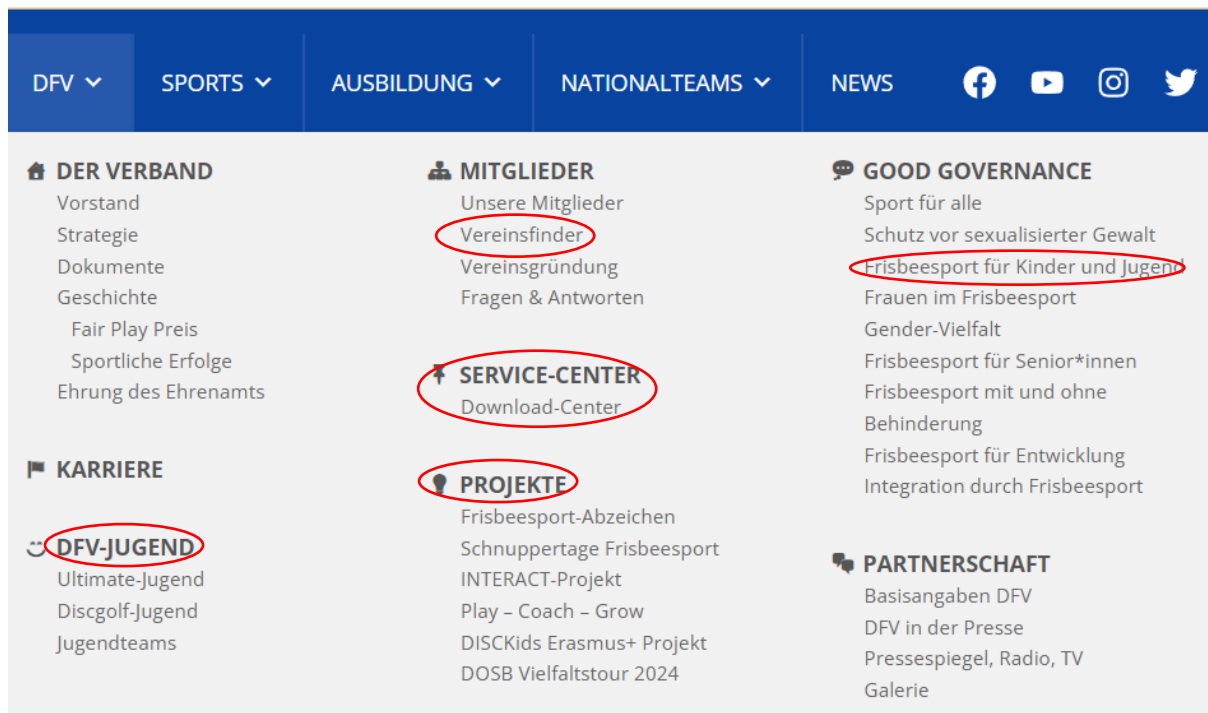 DFV
SPORTS
AUSBILDUNG
NATIONALTEAMS
NEWS
DER VERBAND
Vorstand
Strategie
Dokumente
Geschichte
Fair Play Preis
Sportliche Erfolge
Ehrung des Ehrenamts
KARRIERE
DFV-JUGEND
Ultimate-Jugend
Discgolf-Jugend
Jugendteams
MITGLIEDER
Unsere Mitglieder
Vereinsfinder
Vereinsgründung
Fragen & Antworten
SERVICE-CENTER
Download-Center
PROJEKTE
Frisbeesport-Abzeichen
Schnuppertage Frisbeesport
INTERACT-Projekt
Play – Coach – Grow
DISCKids Erasmus+ Projekt
DOSB Vielfaltstour 2024
GOOD GOVERNANCE
Sport für alle
Schutz vor sexualisierter Gewalt
Frisbeesport für Kinder und Jugend
Frauen im Frisbeesport
Gender-Vielfalt
Frisbeesport für Senior*innen
Frisbeesport mit und ohne
Behinderung
Frisbeesport für Entwicklung
Integration durch Frisbeesport
PARTNERSCHAFT
Basisangaben DFV
DFV in der Presse
Pressespiegel, Radio, TV
Galerie